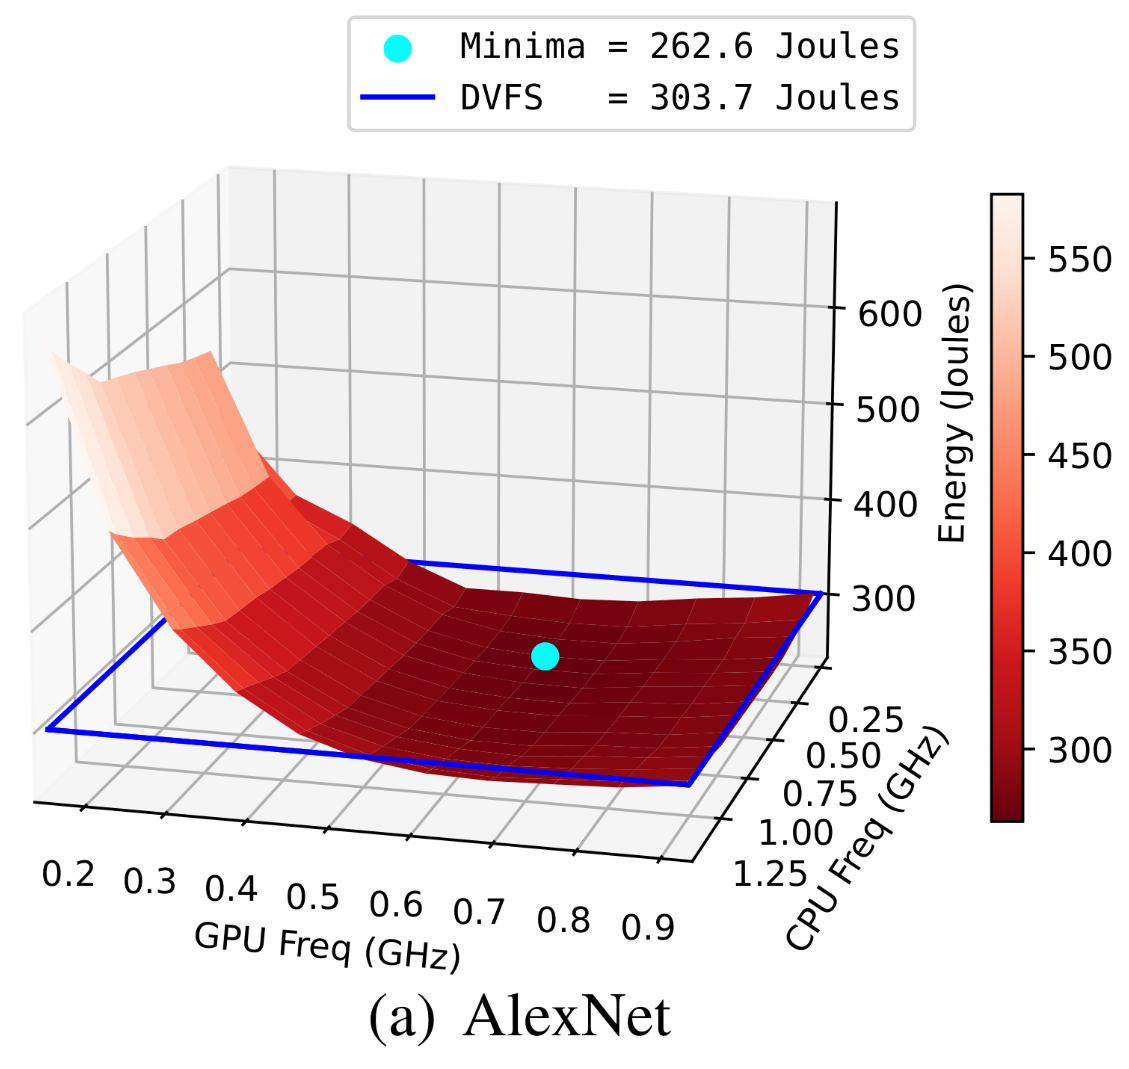 Minima = 262.6 Joules
DVFS = 303.7 Joules
600
500
400
300
Energy (Joules)
550
500
450
400
350
300
0.25
0.50
0.75
1.00
1.25
CPU Freq (GHz)
0.2 0.3 0.4 0.5 0.6 0.7 0.8 0.9
GPU Freq (GHz)
(a) AlexNet